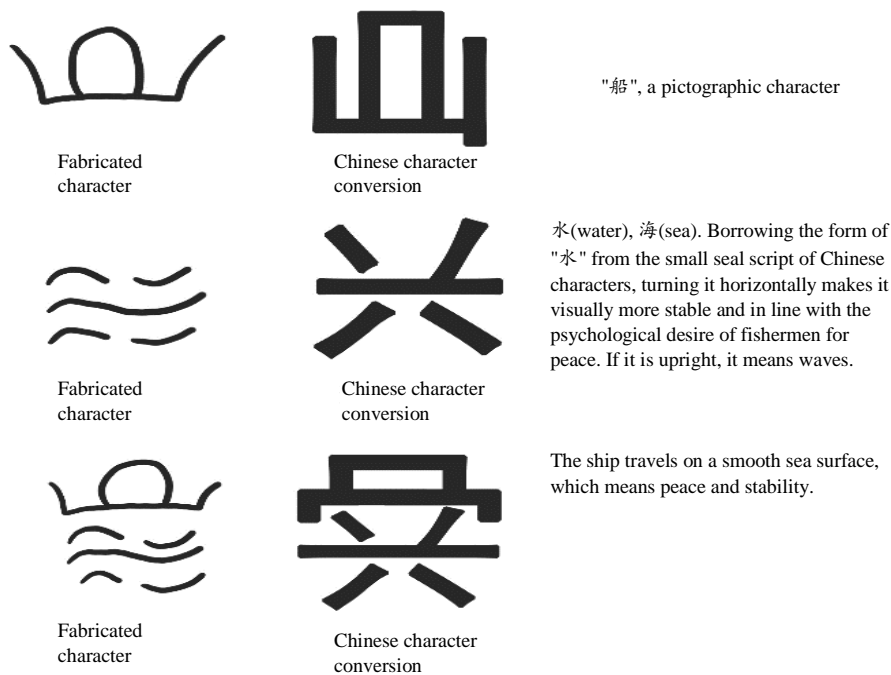 "船", a pictographic character
Fabricated
character
Chinese character
conversion
水(water), 海(sea). Borrowing the form of
"水" from the small seal script of Chinese
characters, turning it horizontally makes it
visually more stable and in line with the
psychological desire of fishermen for
peace. If it is upright, it means waves.
Fabricated
character
Chinese character
conversion
The ship travels on a smooth sea surface,
which means peace and stability.
Fabricated
character
Chinese character
conversion